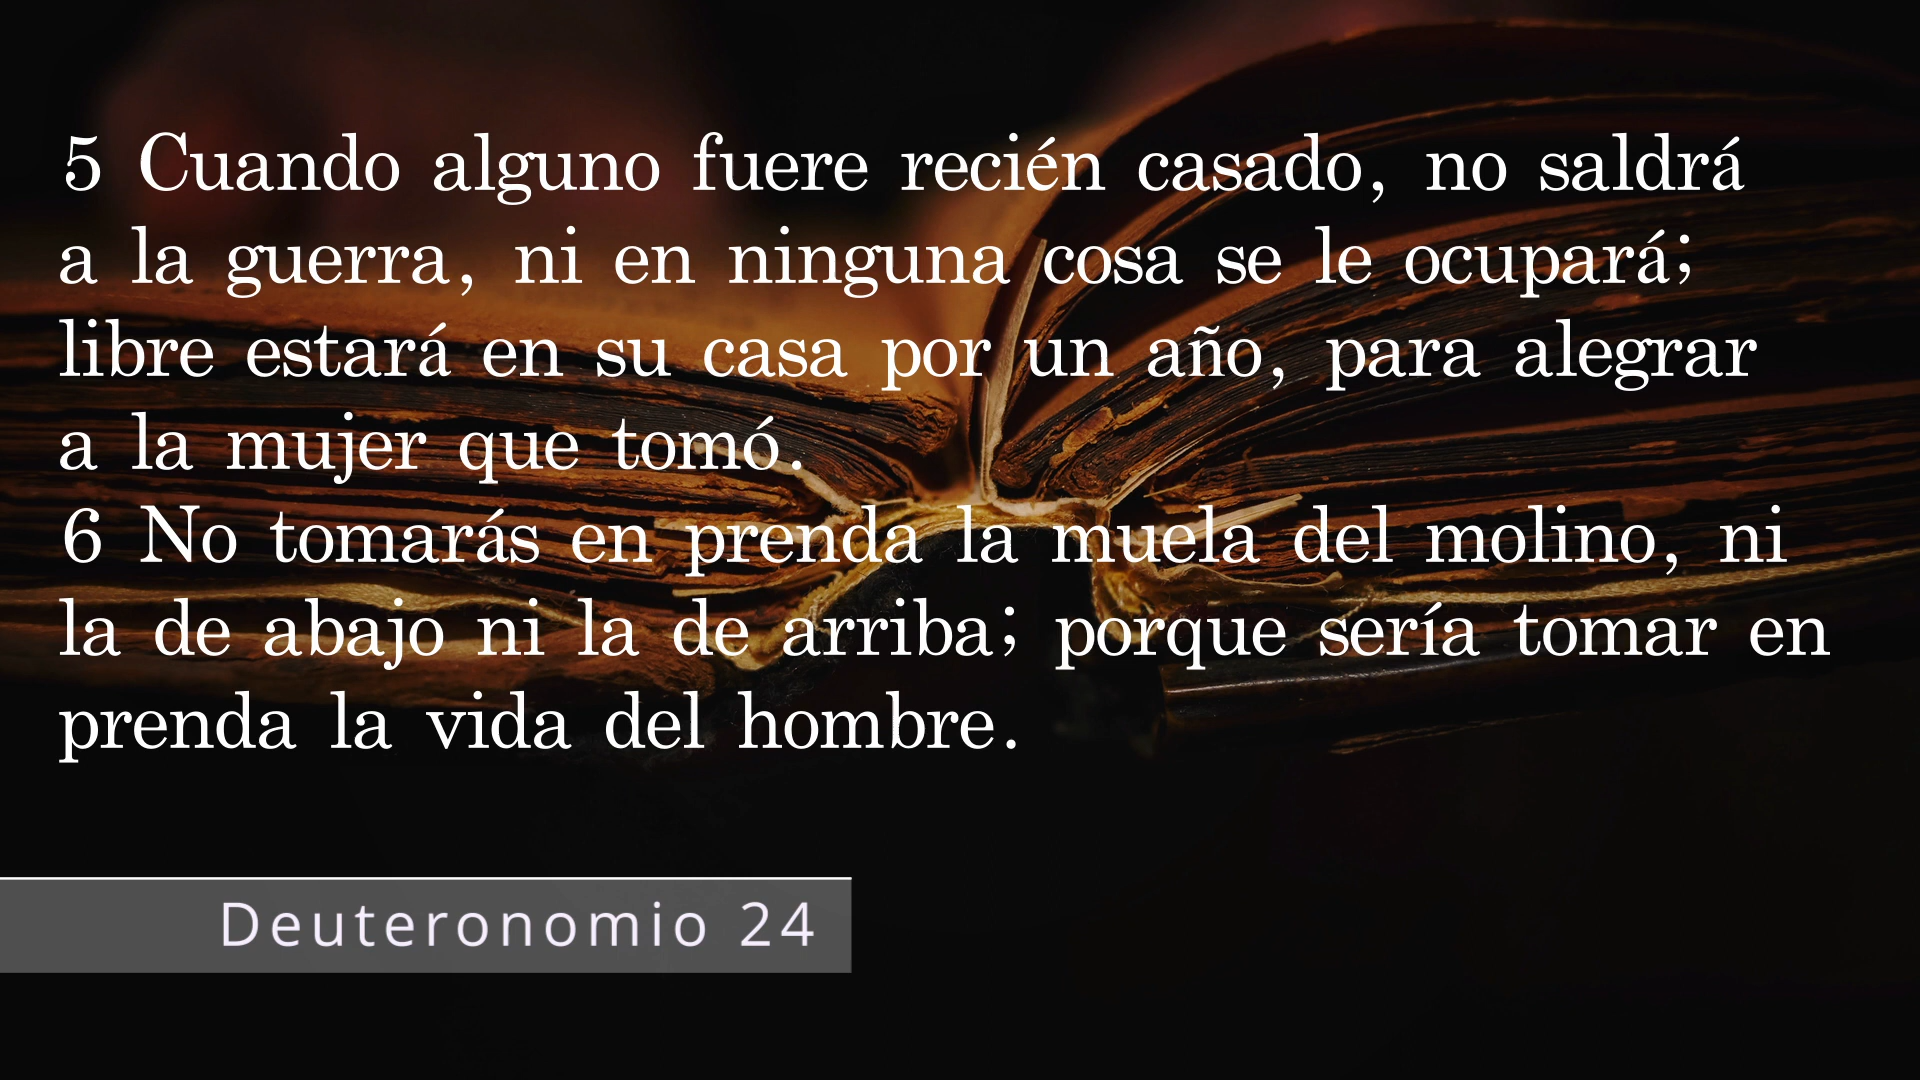 5 Cuando alguno fuere recién casado, no saldrá
a la guerra, ni en ninguna cosa se le ocupará;
libre estará en su casa por un año, para alegrar
a la mujer que tomó.
6 No tomarás en prenda la muela del molino, ni
la de abajo ni la de arriba; porque sería tomar en
prenda la vida del hombre.
Deuteronomio 24